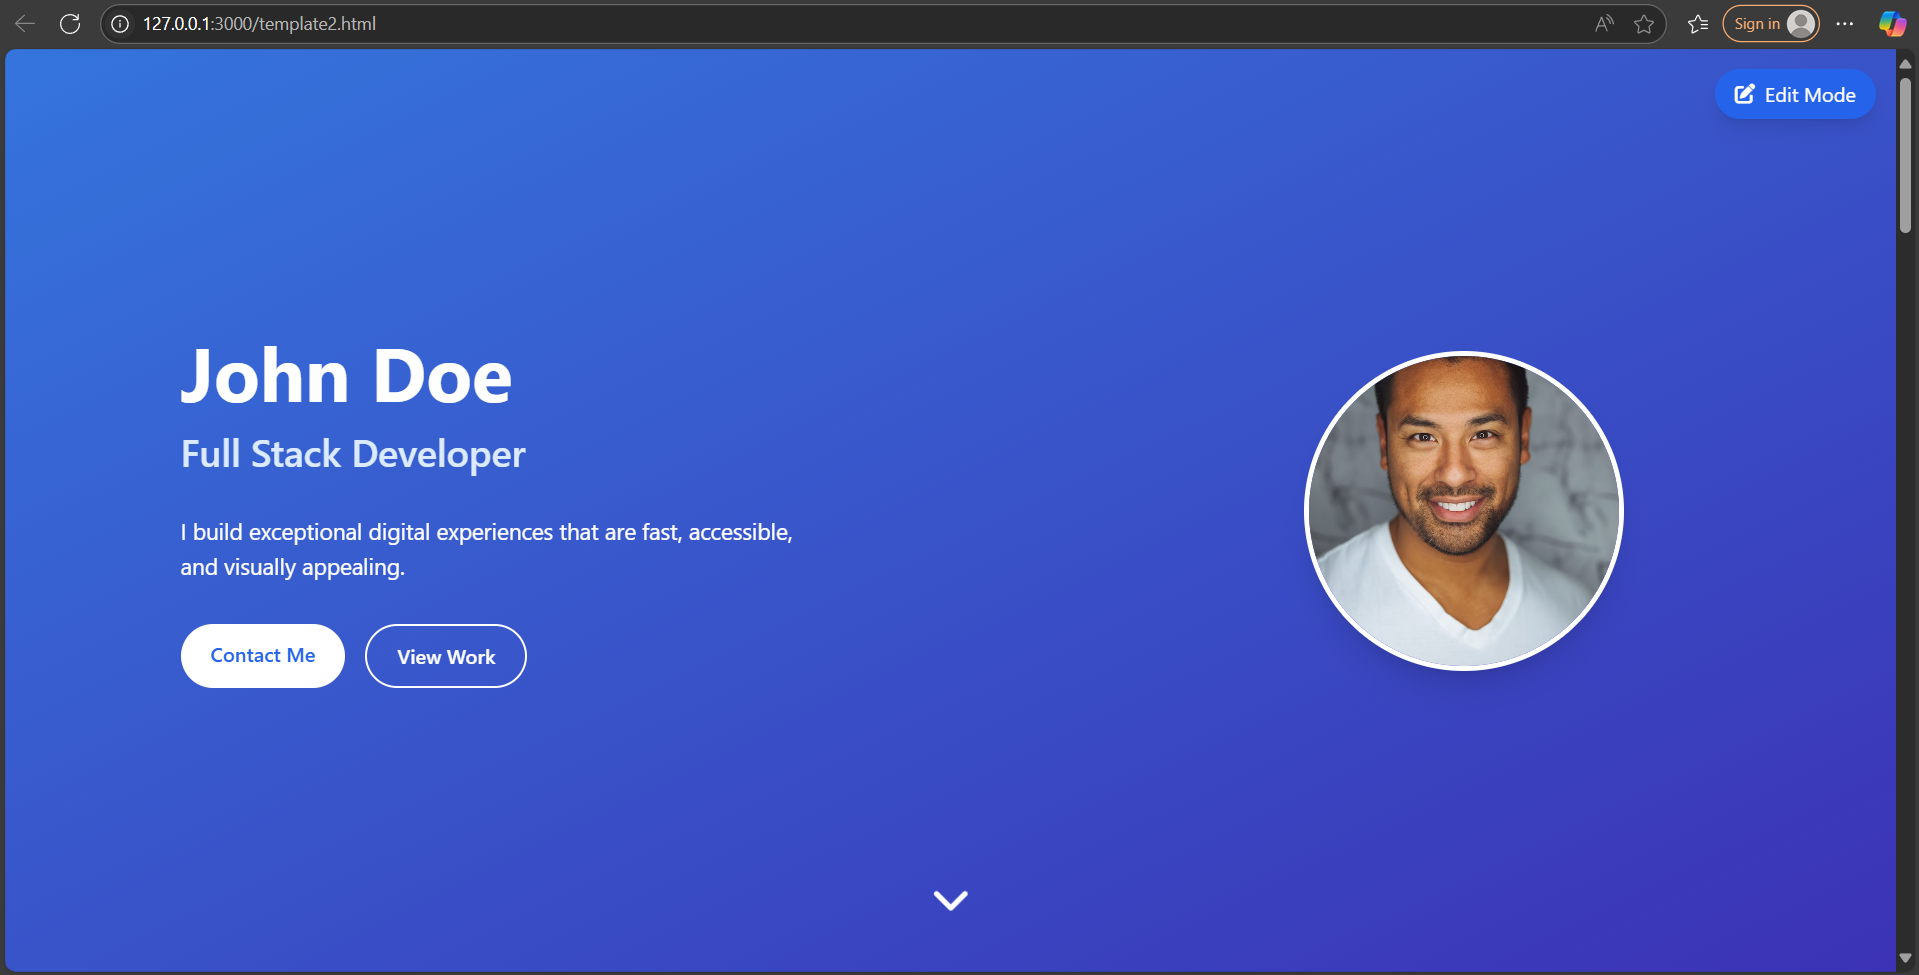 127.0.0.1:3000/template2.html
Sign in
Edit Mode
John Doe
Full Stack Developer
I build exceptional digital experiences that are fast, accessible,
and visually appealing.
Contact Me
View Work